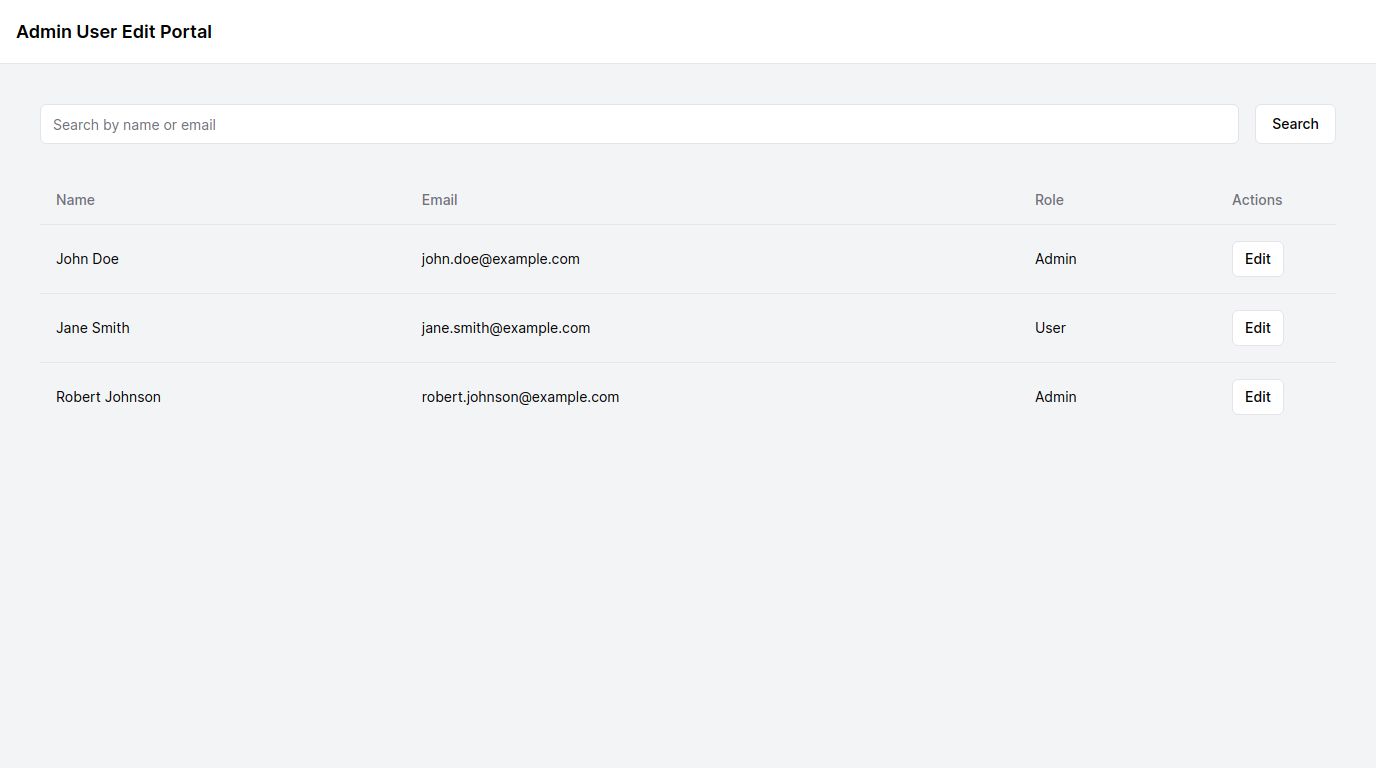 Admin User Edit Portal
Search by name or email Search
Name Email Role Actions
John Doe john.doe@example.com Admin Edit
Jane Smith jane.smith@example.com User Edit
Robert Johnson robert.johnson@example.com Admin Edit